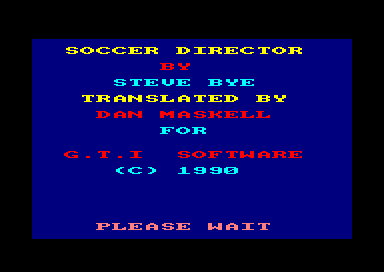 SOCCER DIRECTOR
BY
STEVE BYE
TRANSLATED BY
DAN MASKELL
FOR
G.T.I SOFTWARE
(C) 1990
PLEASE WAIT